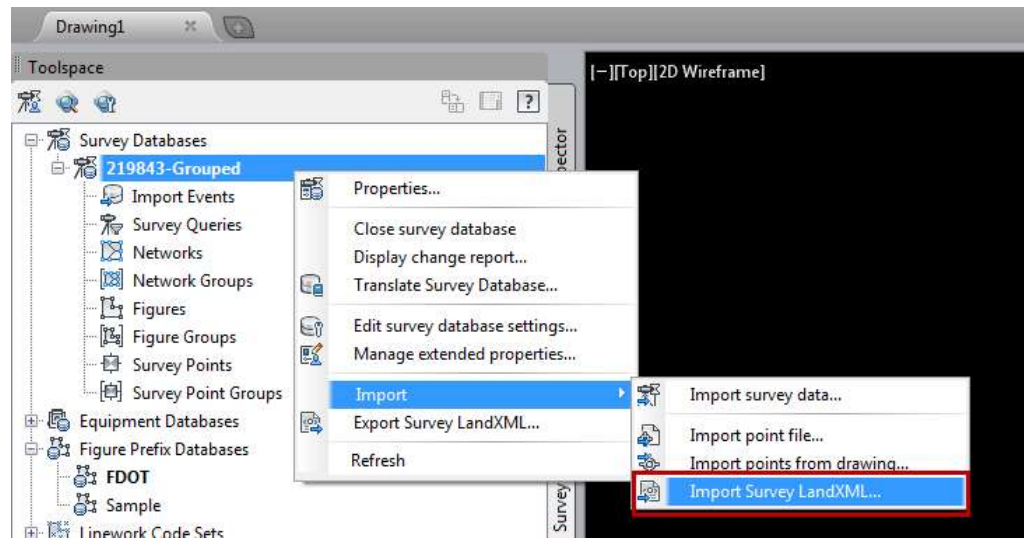 Drawing1
Toolspace
[−][Top][2D Wireframe]
Survey Databases
219843-Grouped
Import Events
Survey Queries
Networks
Network Groups
Figures
Figure Groups
Survey Points
Survey Point Groups
Equipment Databases
Figure Prefix Databases
FDOT
Sample
Linework Code Sets
Properties...
Close survey database
Display change report...
Translate Survey Database...
Edit survey database settings...
Manage extended properties...
Import
Export Survey LandXML...
Refresh
Import survey data...
Import point file...
Import points from drawing...
Import Survey LandXML...
Survey